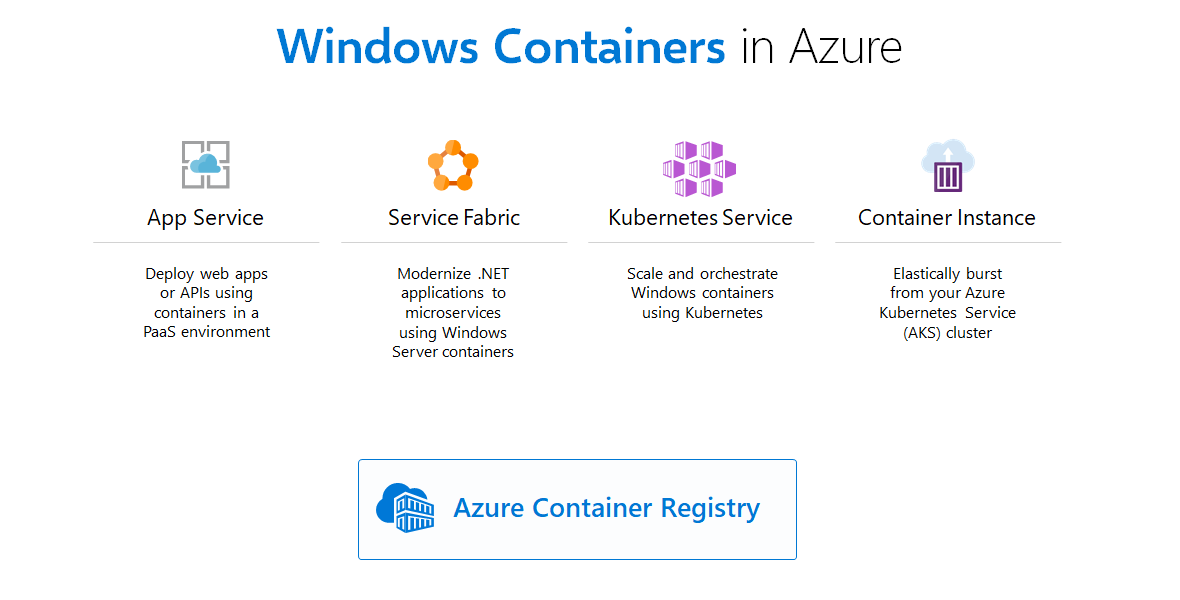 Windows Containers in Azure
App Service
Deploy web apps
or APIs using
containers in a
PaaS environment
Service Fabric
Modernize .NET
applications to
microservices
using Windows
Server containers
Kubernetes Service
Scale and orchestrate
Windows containers
using Kubernetes
Container Instance
Elastically burst
from your Azure
Kubernetes Service
(AKS) cluster
Azure Container Registry